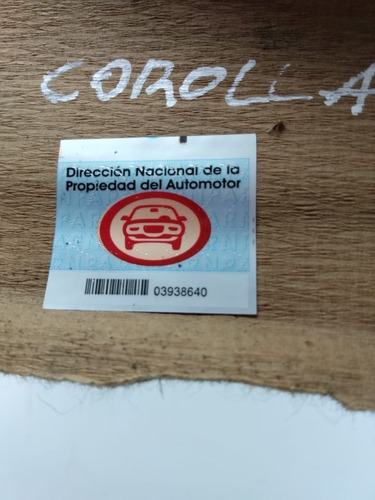 COROLLA
Dirección Nacional de la
Propiedad del Automotor
03938640